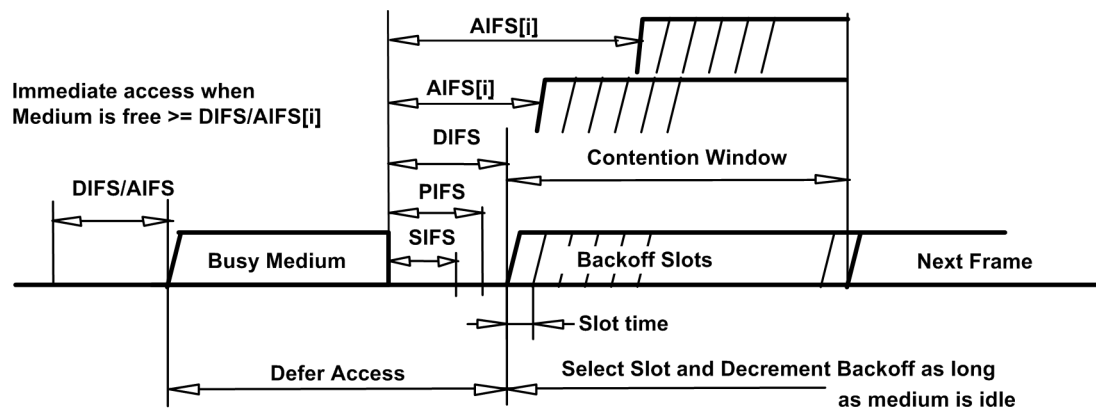 AIFS[i]
Immediate access when
Medium is free >= DIFS/AIFS[i]
AIFS[i]
DIFS
Contention Window
DIFS/AIFS
PIFS
SIFS
Busy Medium
Backoff Slots
Next Frame
Slot time
Defer Access
Select Slot and Decrement Backoff as long
as medium is idle